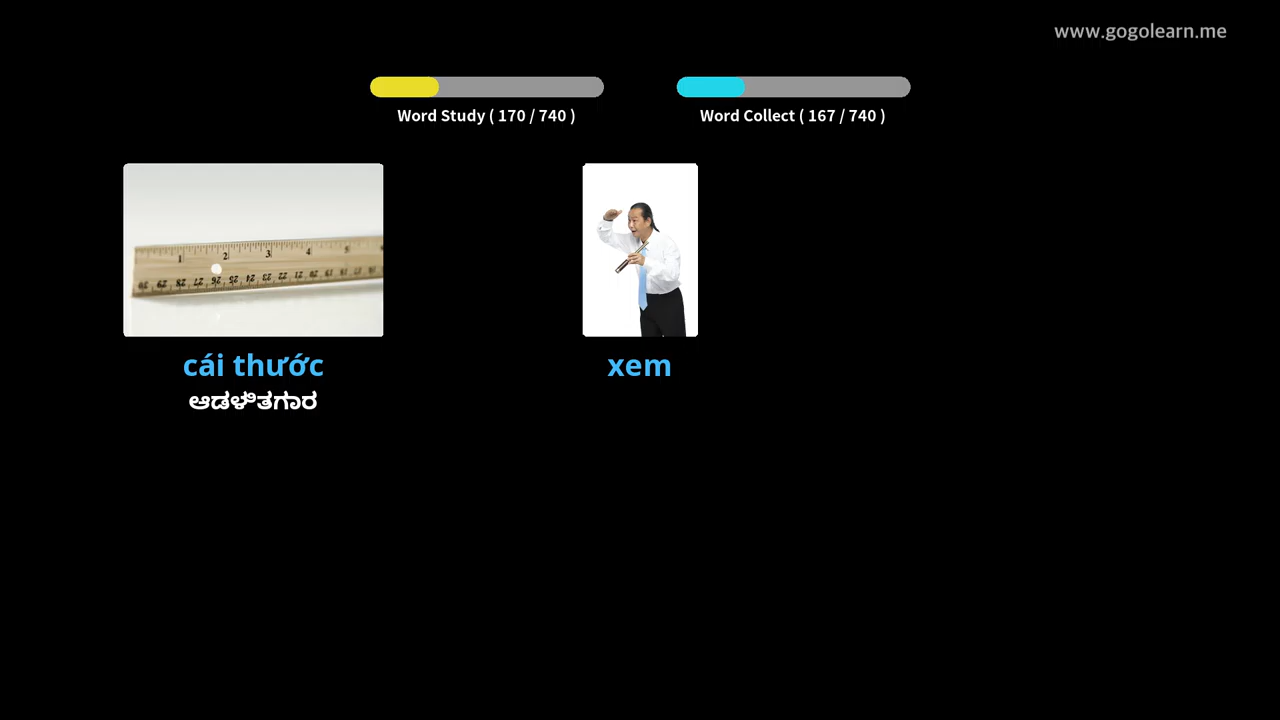 www.gogolearn.me
Word Study ( 170 / 740 )
Word Collect ( 167 / 740 )
cái thước
xem
ಆಡಳಿತಗಾರ